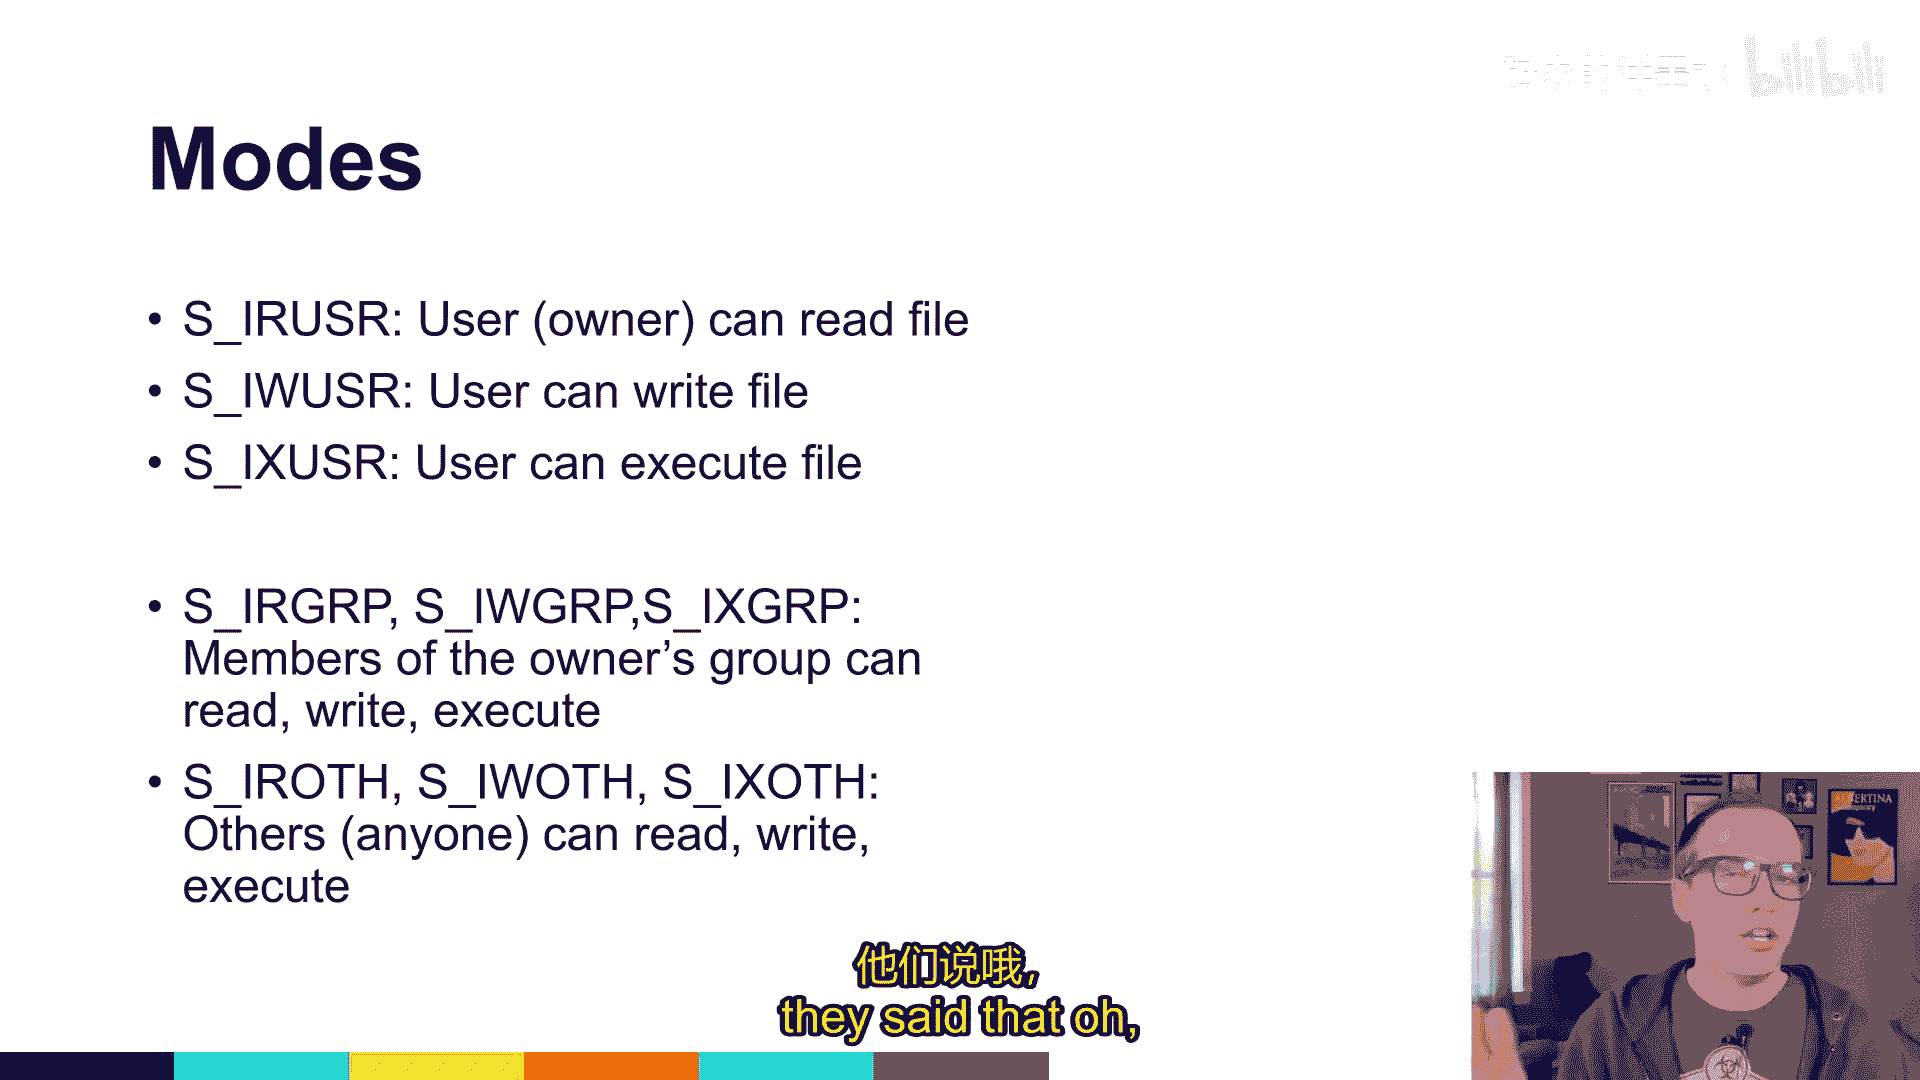 bilibili
Modes
• S_IRUSR: User (owner) can read file
• S_IWUSR: User can write file
• S_IXUSR: User can execute file
• S_IRGRP, S_IWGRP,S_IXGRP:
Members of the owner’s group can
read, write, execute
• S_IROTH, S_IWOTH, S_IXOTH:
Others (anyone) can read, write,
execute
ERTINA
他们说哦,
they said that oh,